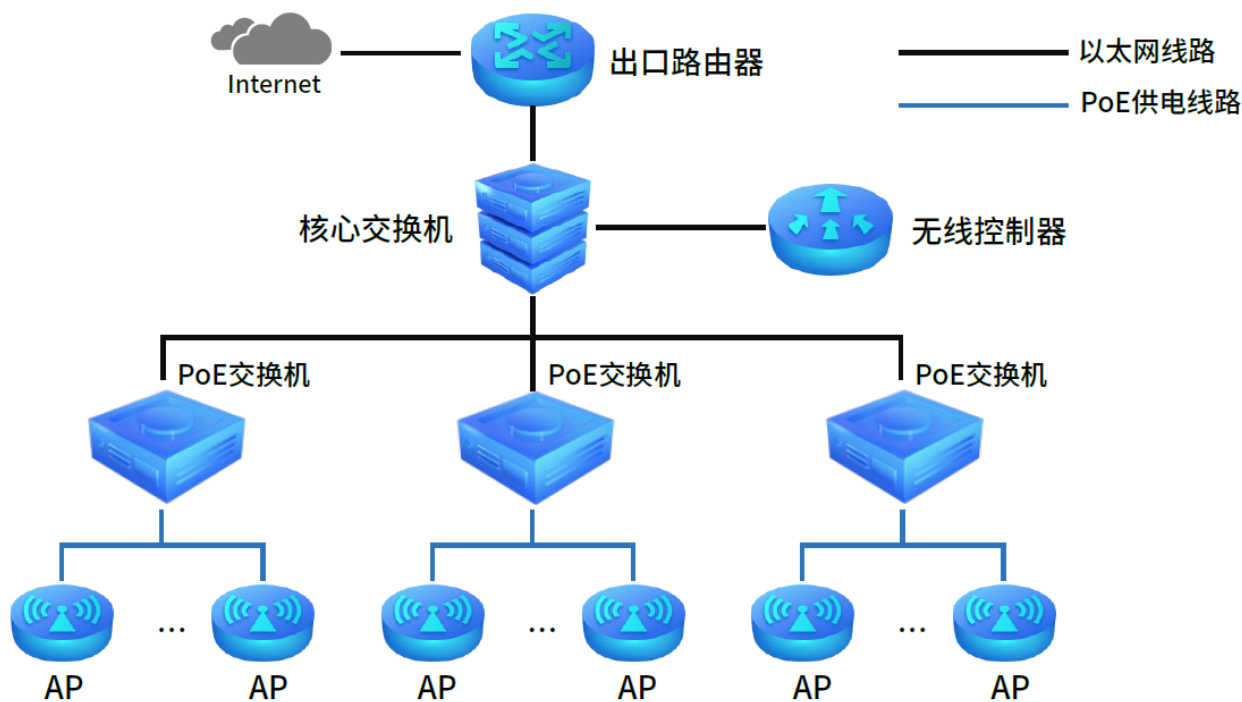 Internet
出口路由器
以太网线路
PoE供电线路
核心交换机
无线控制器
PoE交换机
PoE交换机
PoE交换机
...
...
...
AP
AP
AP
AP
AP
AP